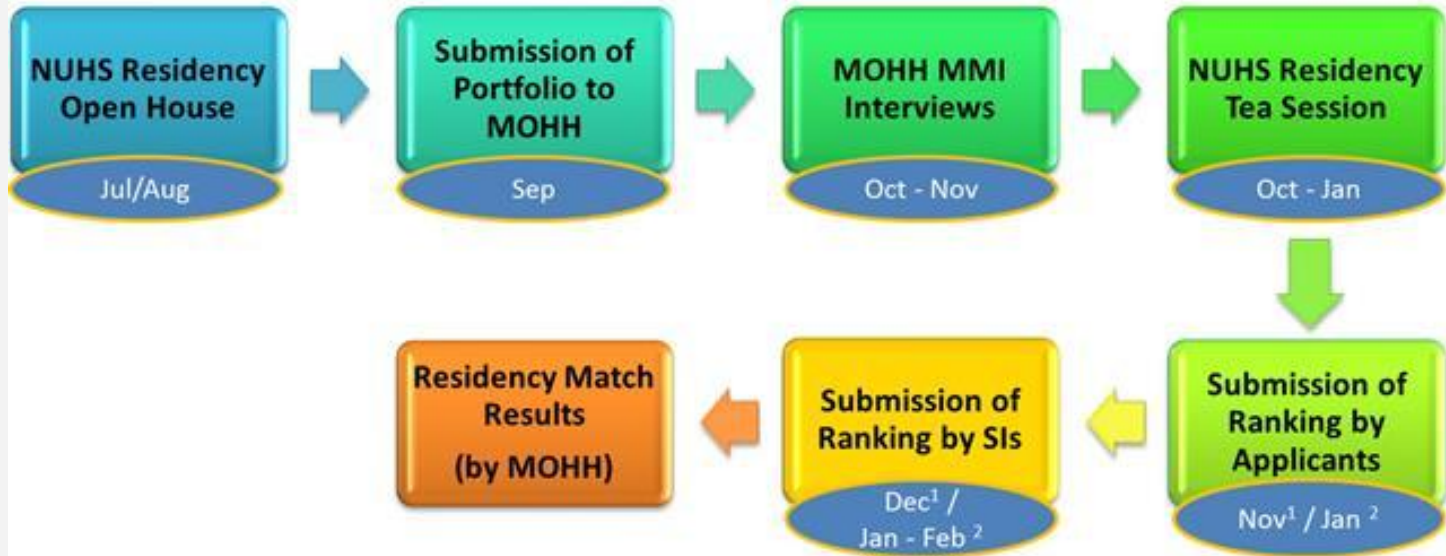 NUHS Residency
Open House
Jul/Aug
Submission of
Portfolio to
MOHH
Sep
MOHH MMI
Interviews
Oct - Nov
NUHS Residency
Tea Session
Oct - Jan
Submission of
Ranking by
Applicants
Nov¹ / Jan ²
Submission of
Ranking by SIs
Dec¹ /
Jan - Feb ²
Residency Match
Results
(by MOHH)